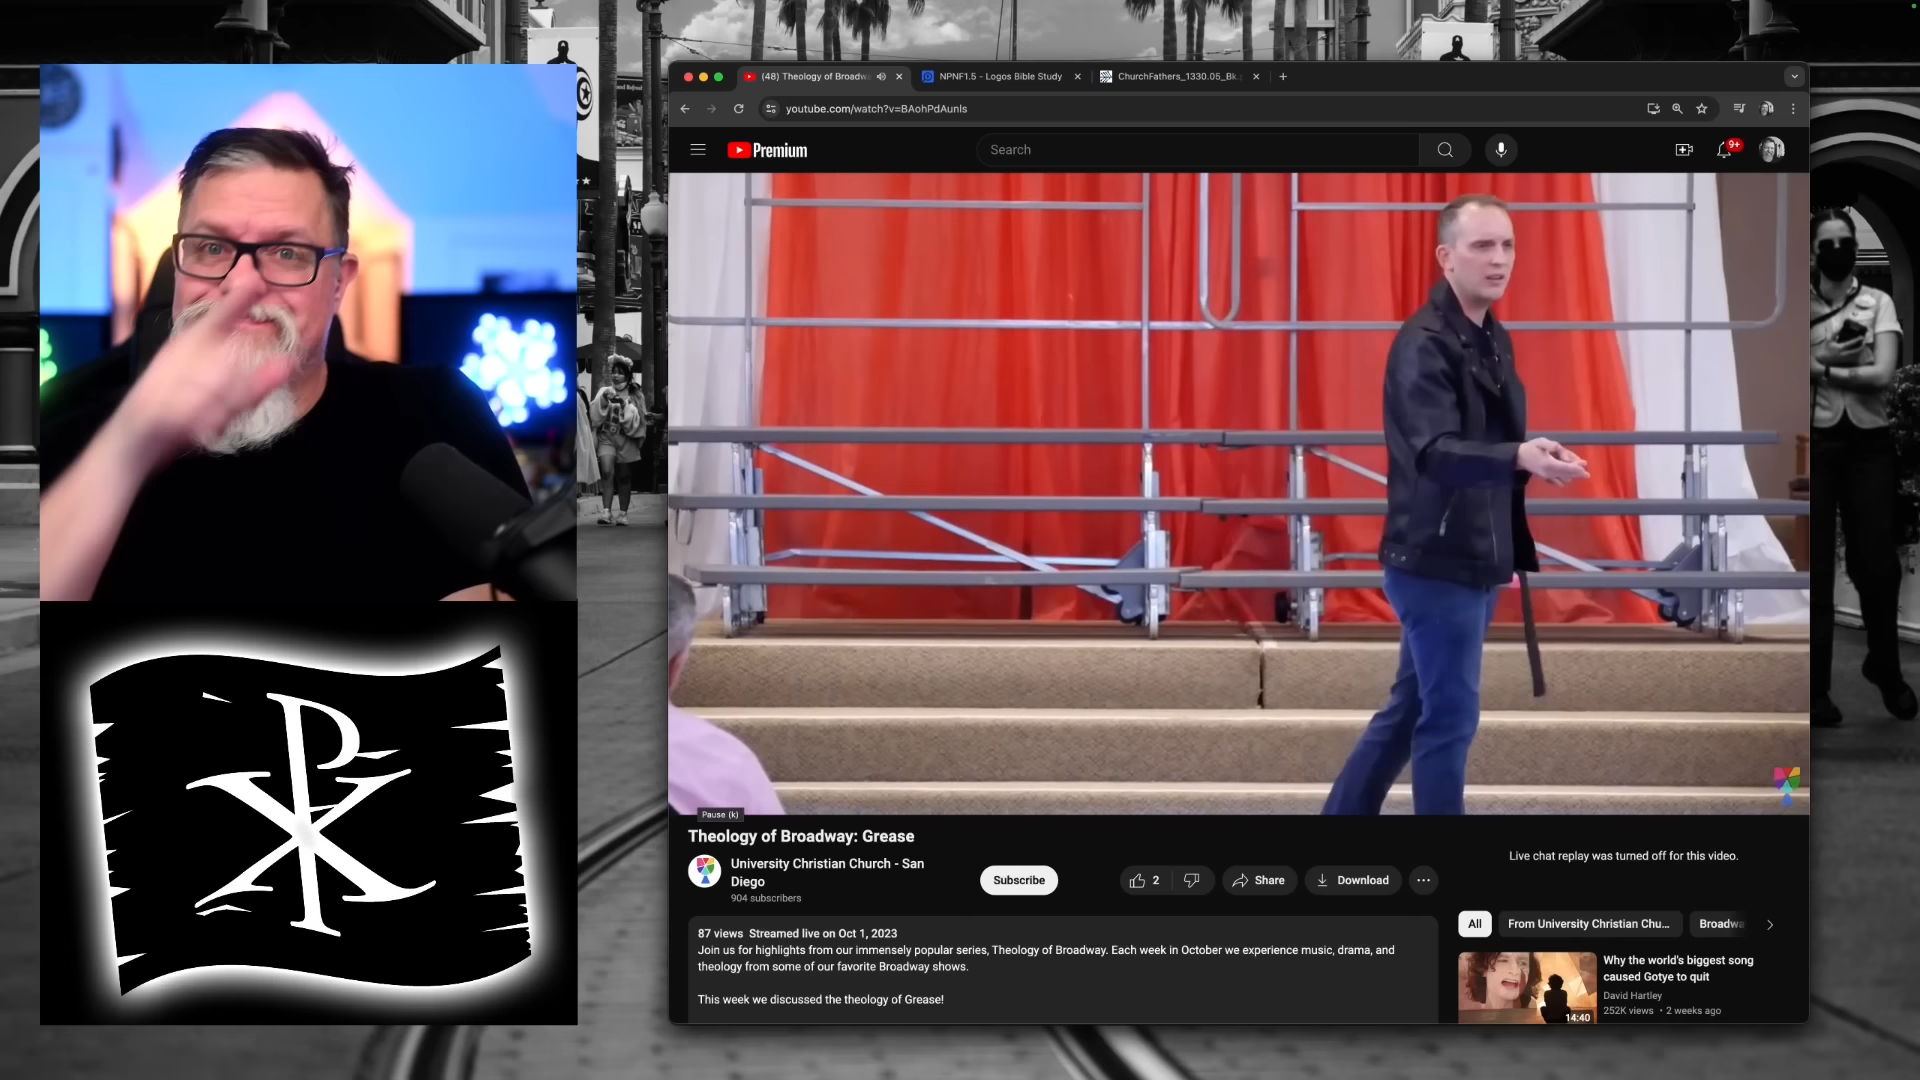 (48) Theology of Broadw
NPNF1.5 - Logos Bible Study
ChurchFathers_1330.05_Bk.
youtube.com/watch?v=BAohPdAunls
Premium
Search
9+
Pause (k)
Theology of Broadway: Grease
University Christian Church - San
Diego
904 subscribers
Subscribe
2
Share
Download
Live chat replay was turned off for this video.
87 views Streamed live on Oct 1, 2023
Join us for highlights from our immensely popular series, Theology of Broadway. Each week in October we experience music, drama, and
theology from some of our favorite Broadway shows.
This week we discussed the theology of Grease!
All
From University Christian Chu...
Broadwa
Why the world's biggest song
caused Gotye to quit
David Hartley
252K views • 2 weeks ago
14:40